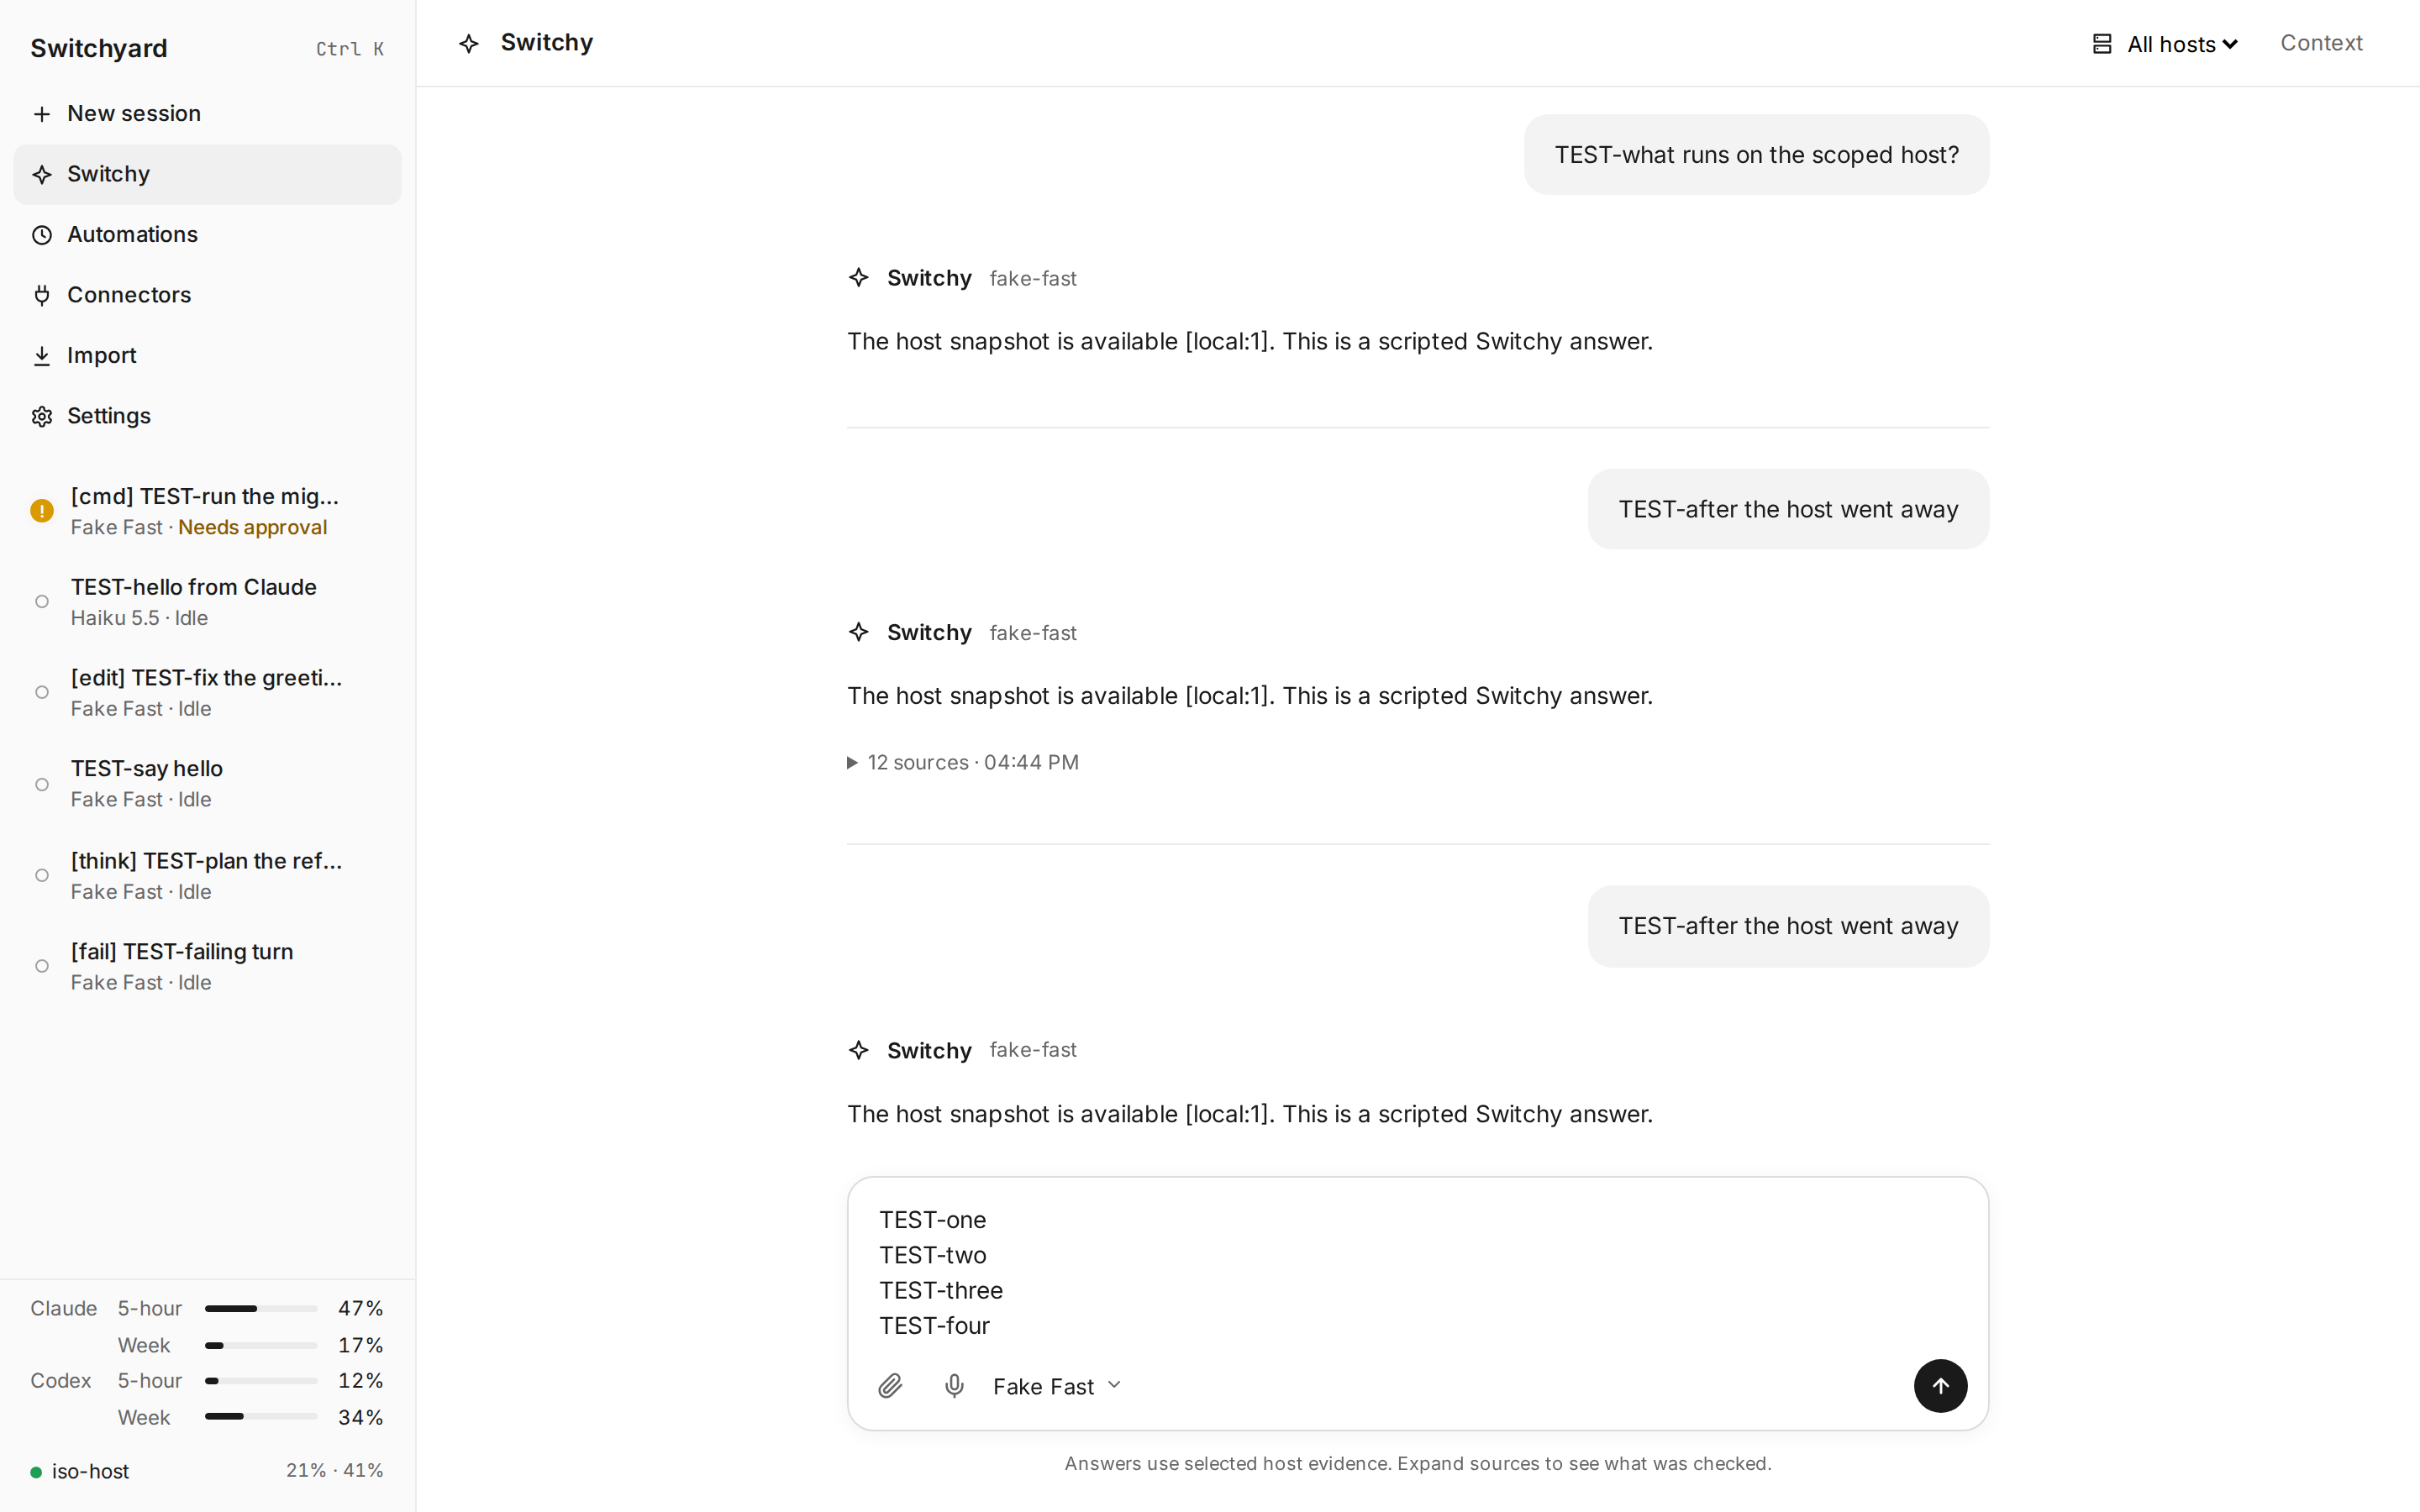 Switchyard
Ctrl K
New session
Switchy
Automations
Connectors
Import
Settings
[cmd] TEST-run the mig...
Fake Fast · Needs approval
TEST-hello from Claude
Haiku 5.5 · Idle
[edit] TEST-fix the greeti...
Fake Fast · Idle
TEST-say hello
Fake Fast · Idle
[think] TEST-plan the ref...
Fake Fast · Idle
[fail] TEST-failing turn
Fake Fast · Idle
Claude 5-hour 47%
Week 17%
Codex 5-hour 12%
Week 34%
iso-host 21% · 41%
Switchy
All hosts
Context
TEST-what runs on the scoped host?
Switchy fake-fast
The host snapshot is available [local:1]. This is a scripted Switchy answer.
TEST-after the host went away
Switchy fake-fast
The host snapshot is available [local:1]. This is a scripted Switchy answer.
12 sources · 04:44 PM
TEST-after the host went away
Switchy fake-fast
The host snapshot is available [local:1]. This is a scripted Switchy answer.
TEST-one
TEST-two
TEST-three
TEST-four
Fake Fast
Answers use selected host evidence. Expand sources to see what was checked.